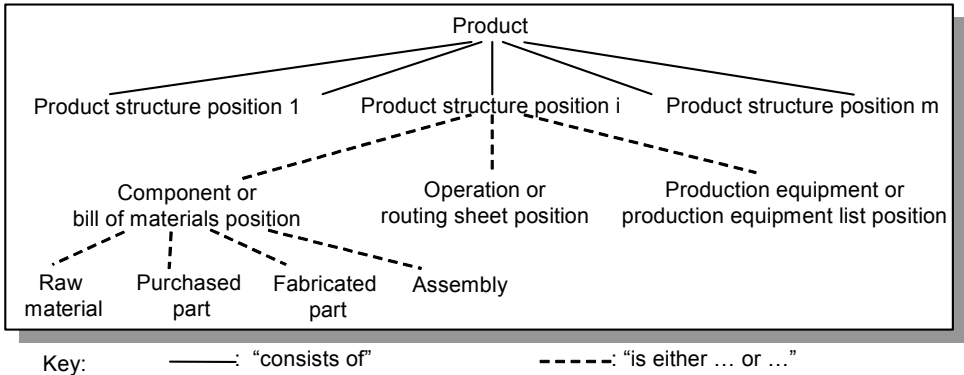 Product
Product structure position 1
Product structure position i
Product structure position m
Component or
bill of materials position
Operation or
routing sheet position
Production equipment or
production equipment list position
Raw
material
Purchased
part
Fabricated
part
Assembly
Key: : “consists of” : “is either … or …”